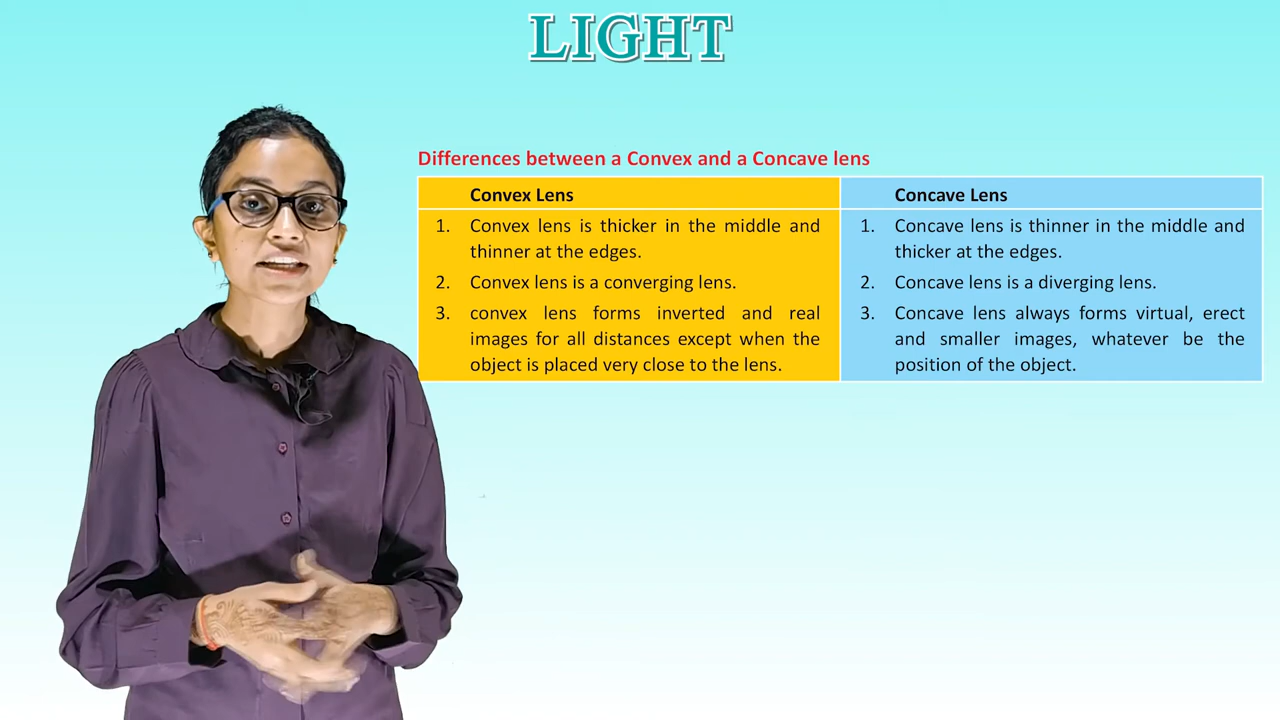 LIGHT
Differences between a Convex and a Concave lens
Convex Lens
1. Convex lens is thicker in the middle and
thinner at the edges.
2. Convex lens is a converging lens.
3. convex lens forms inverted and real
images for all distances except when the
object is placed very close to the lens.
Concave Lens
1. Concave lens is thinner in the middle and
thicker at the edges.
2. Concave lens is a diverging lens.
3. Concave lens always forms virtual, erect
and smaller images, whatever be the
position of the object.